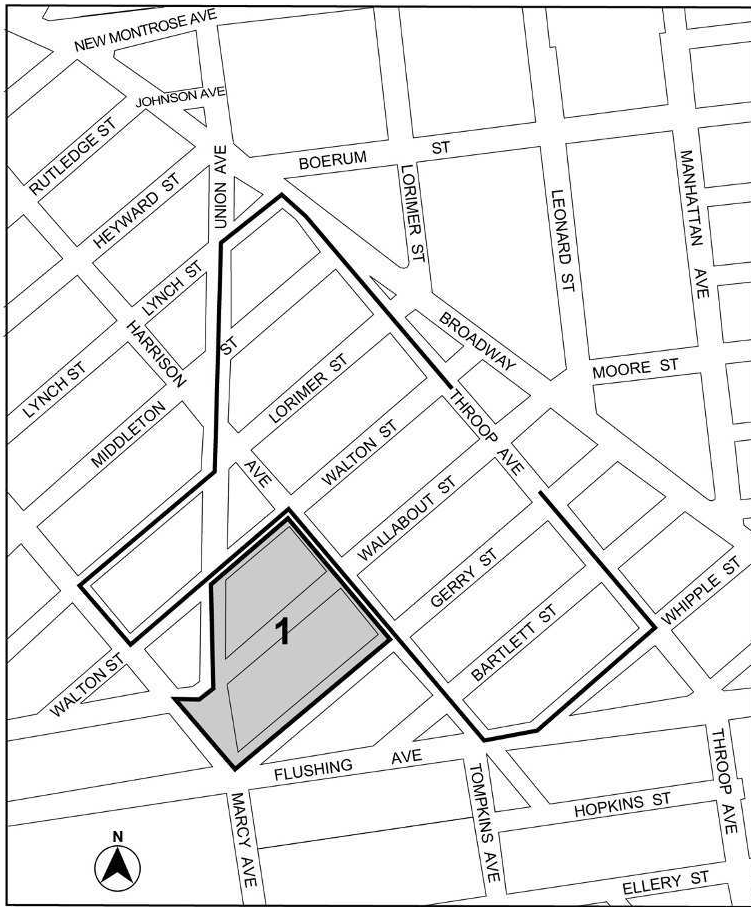 NEW MONTROSE AVE
JOHNSON AVE
RUTLEDGE ST
UNION AVE
BOERUM ST
HEYWARD ST
LORIMER ST
MANHATTAN AVE
LEONARD ST
LYNCH ST
HARRISON AVE
ST
BROADWAY
MOORE ST
LYNCH ST
LORIMER ST
MIDDLETON
THROOP AVE
WALTON ST
WALLABOUT ST
GERRY ST
WHIPPLE ST
1
BARTLETT ST
WALTON ST
FLUSHING AVE
THROOP AVE
TOMPKINS AVE
MARCY AVE
HOPKINS ST
N
ELLERY ST